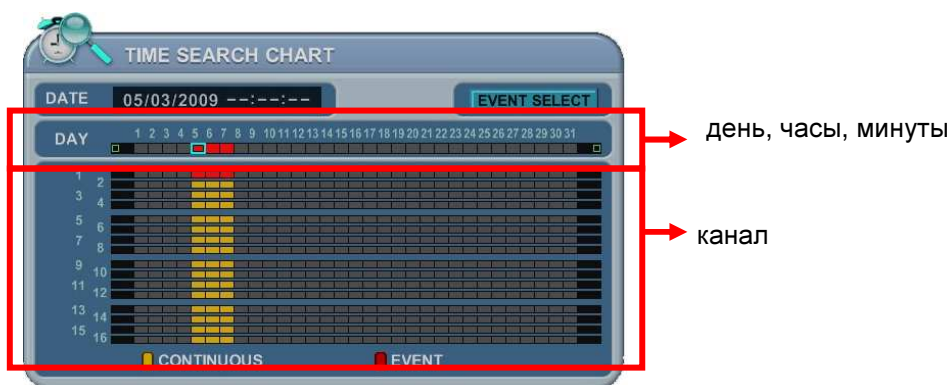 TIME SEARCH CHART
DATE 05/03/2009 --:--:-- EVENT SELECT
DAY 1 2 3 4 5 6 7 8 9 10 11 12 13 14 15 16 17 18 19 20 21 22 23 24 25 26 27 28 29 30 31
день, часы, минуты
1
2
3
4
5
6
7
8
канал
9
10
11
12
13
14
15
16
CONTINUOUS EVENT